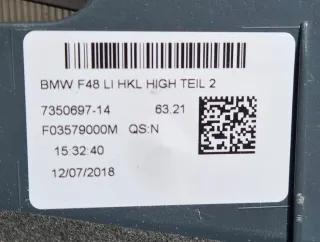 BMW F48 LI HKL HIGH TEIL 2
7350697-14 63.21
F03579000M QS:N
15:32:40
12/07/2018